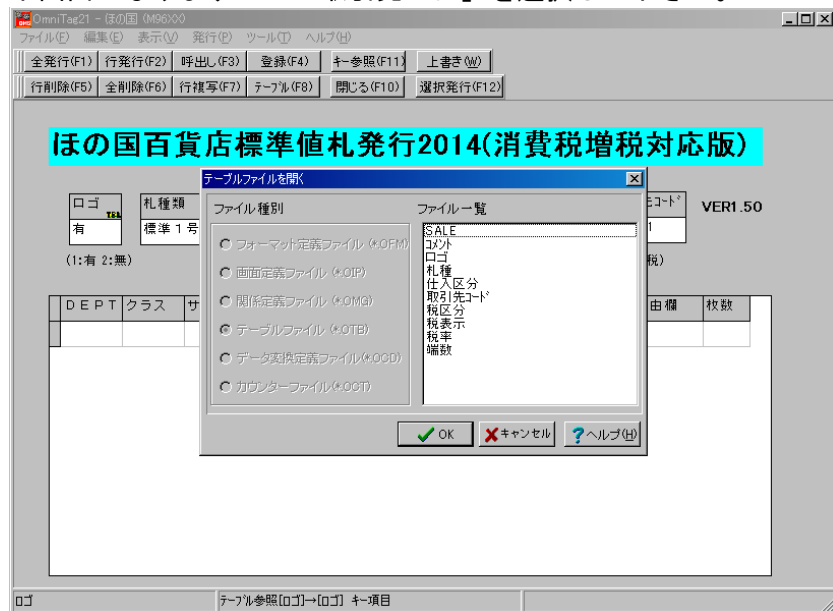 OmniTag21 - ほの国 (M96XX)
ファイル(F) 編集(E) 表示(V) 発行(P) ツール(T) ヘルプ(H)
全発行(F1) 行発行(F2) 呼出し(F3) 登録(F4) キー参照(F11) 上書き(W)
行削除(F5) 全削除(F6) 行複写(F7) テーブル(F8) 閉じる(F10) 選択発行(F12)
ほの国百貨店標準値札発行2014(消費税増税対応版)
テーブルファイルを開く
ロゴ TBL 札種類 先コード VER1.50
有 標準1号 1
(1:有 2:無) 税)
ファイル種別 ファイル一覧
フォーマット定義ファイル (*.OFM)
画面定義ファイル (*.OIP)
関係定義ファイル (*.OMG)
テーブルファイル (*.OTB)
データ変換定義ファイル(*.OCD)
カウンターファイル(*.OCT)
SALE
コメント
ロゴ
札種
仕入区分
取引先コード
税区分
税表示
税率
端数
DEPT クラス サ 由欄 枚数
OK キャンセル ヘルプ(H)
ロゴ テーブル参照[ロゴ]→[ロゴ] キー項目